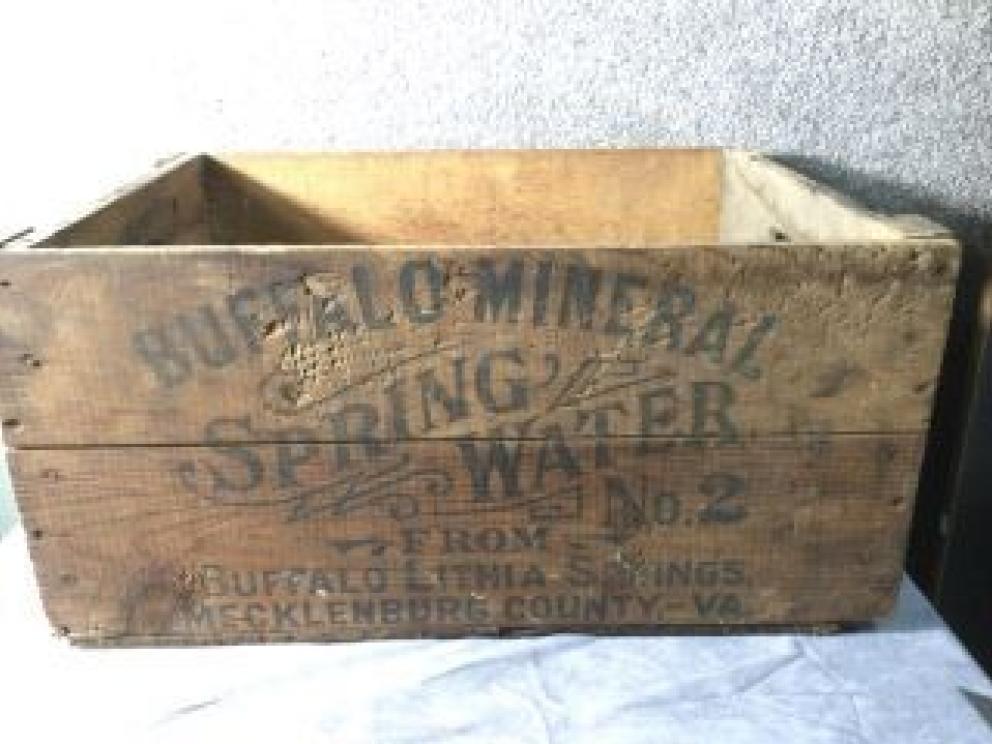 BUFFALO MINERAL
SPRING WATER
No. 2
FROM
BUFFALO LITHIA SPRINGS,
MECKLENBURG COUNTY,-VA.